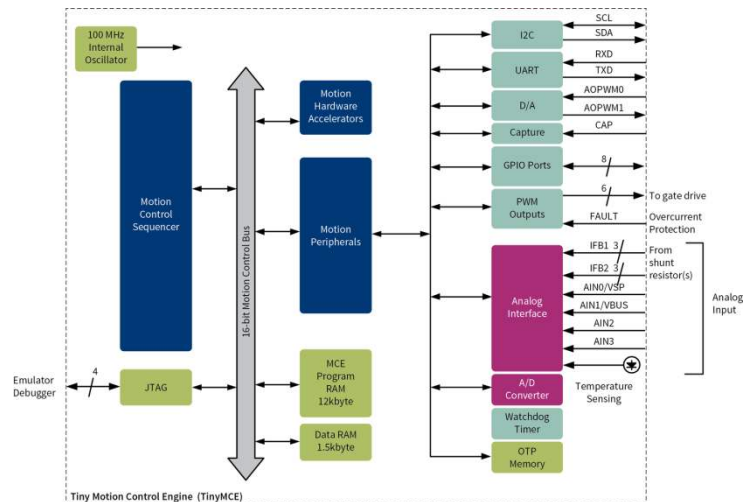 100 MHz
Internal
Oscillator
Motion
Control
Sequencer
JTAG
Emulator
Debugger
4
16-bit Motion Control Bus
Motion
Hardware
Accelerators
Motion
Peripherals
MCE
Program
RAM
12kbyte
Data RAM
1.5kbyte
I2C
SCL
SDA
UART
RXD
TXD
D/A
AOPWM0
AOPWM1
Capture
CAP
GPIO Ports
8
PWM
Outputs
6
To gate drive
FAULT
Overcurrent
Protection
Analog
Interface
IFB1 3
IFB2 3
From
shunt
resistor(s)
AIN0/VSP
AIN1/VBUS
AIN2
AIN3
Analog
Input
Temperature
Sensing
A/D
Converter
Watchdog
Timer
OTP
Memory
Tiny Motion Control Engine (TinyMCE)